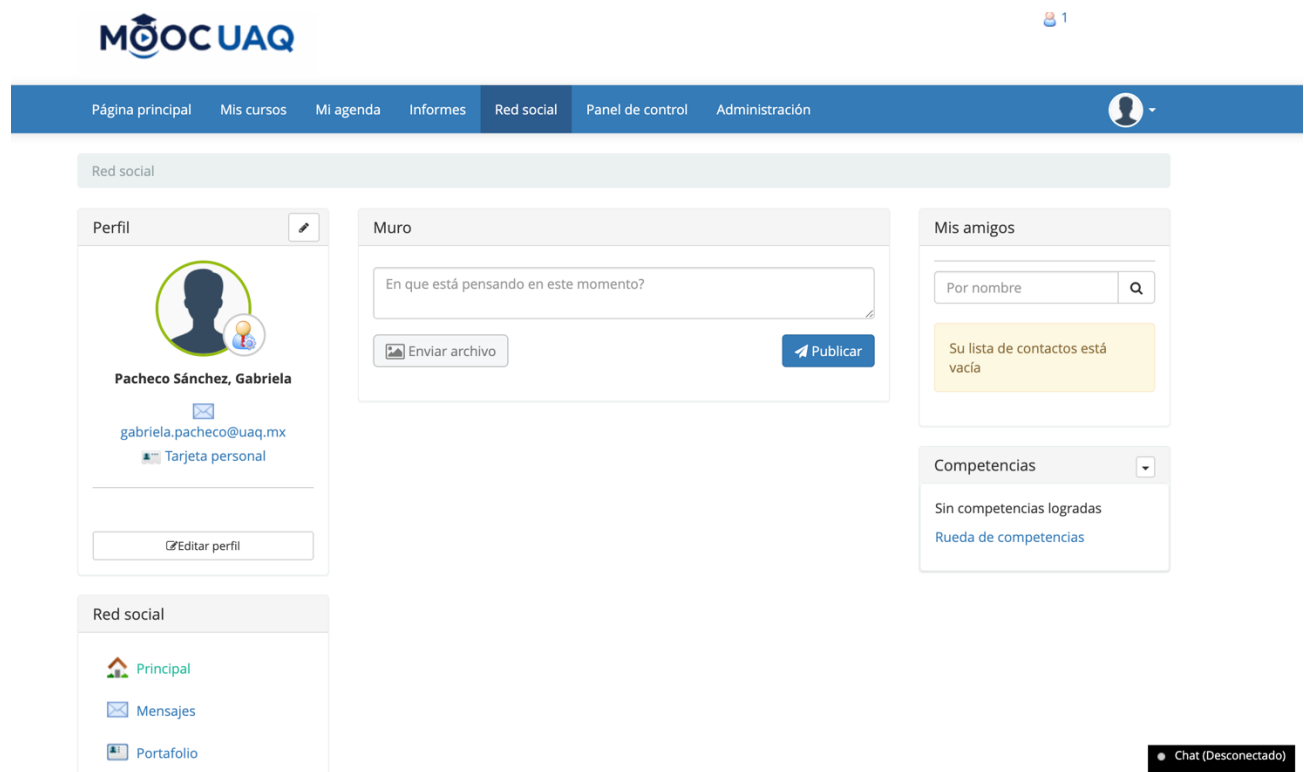 MOOC UAQ
1
Página principal Mis cursos Mi agenda Informes Red social Panel de control Administración
Red social
Perfil
Pacheco Sánchez, Gabriela
gabriela.pacheco@uaq.mx
Tarjeta personal
Editar perfil
Red social
Principal
Mensajes
Portafolio
Muro
En que está pensando en este momento?
Enviar archivo
Publicar
Mis amigos
Por nombre
Su lista de contactos está
vacía
Competencias
Sin competencias logradas
Rueda de competencias
Chat (Desconectado)